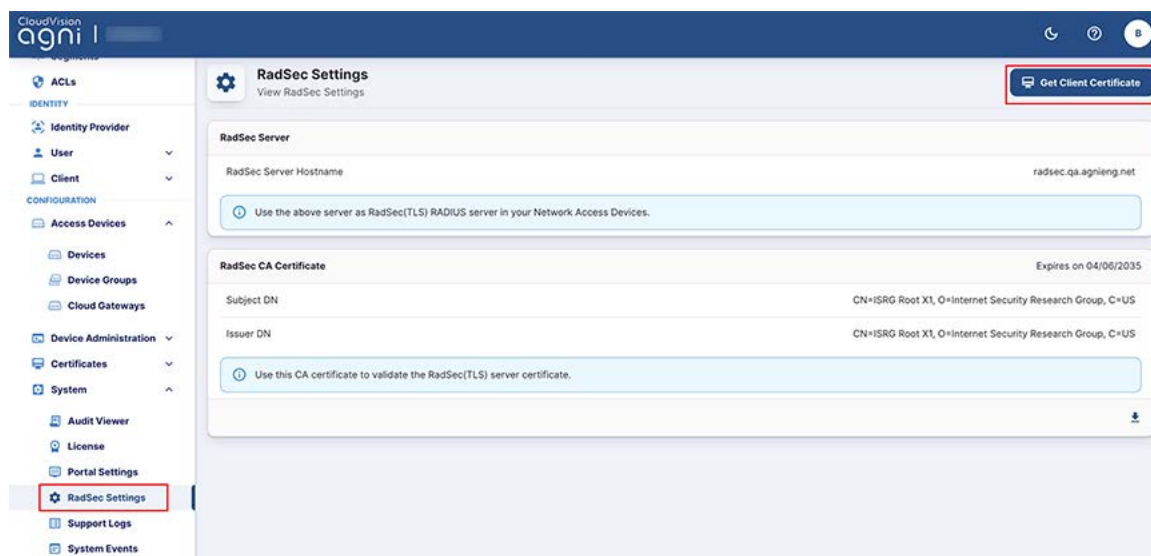 CloudVision
agni
Segments
ACLs
IDENTITY
Identity Provider
User
Client
CONFIGURATION
Access Devices
Devices
Device Groups
Cloud Gateways
Device Administration
Certificates
System
Audit Viewer
License
Portal Settings
RadSec Settings
Support Logs
System Events
B
RadSec Settings
View RadSec Settings
Get Client Certificate
RadSec Server
RadSec Server Hostname radsec.qa.agnieng.net
Use the above server as RadSec(TLS) RADIUS server in your Network Access Devices.
RadSec CA Certificate Expires on 04/06/2035
Subject DN CN=ISRG Root X1, O=Internet Security Research Group, C=US
Issuer DN CN=ISRG Root X1, O=Internet Security Research Group, C=US
Use this CA certificate to validate the RadSec(TLS) server certificate.